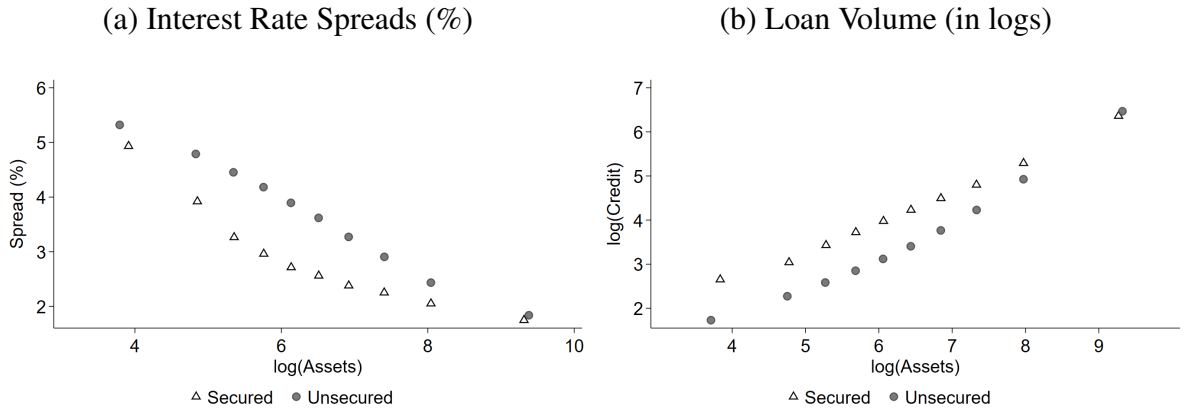 (a) Interest Rate Spreads (%)
6
5
4
3
2
Spread (%)
4 6 8 10
log(Assets)
Secured Unsecured
(b) Loan Volume (in logs)
7
6
5
4
3
2
log(Credit)
4 5 6 7 8 9
log(Assets)
Secured Unsecured